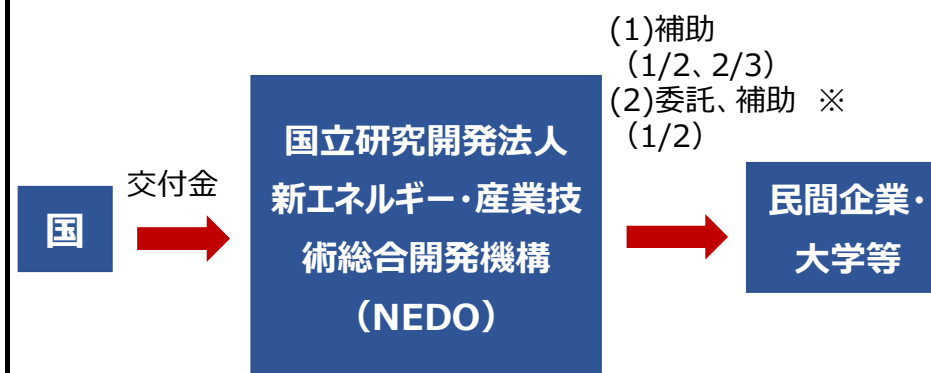 国
交付金
国立研究開発法人
新エネルギー・産業技
術総合開発機構
（NEDO）
(1)補助
（1/2、2/3）
(2)委託、補助　※
（1/2）
民間企業・
大学等